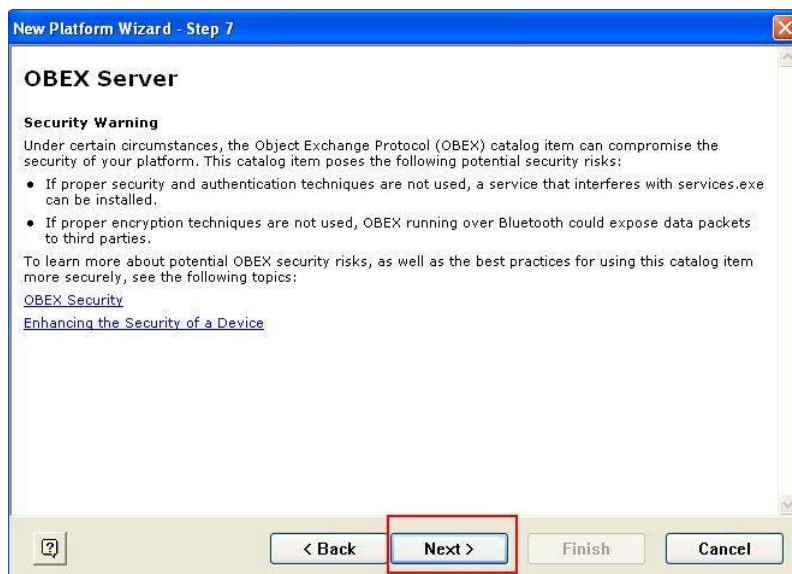 New Platform Wizard - Step 7
OBEX Server
Security Warning
Under certain circumstances, the Object Exchange Protocol (OBEX) catalog item can compromise the
security of your platform. This catalog item poses the following potential security risks:
• If proper security and authentication techniques are not used, a service that interferes with services.exe
can be installed.
• If proper encryption techniques are not used, OBEX running over Bluetooth could expose data packets
to third parties.
To learn more about potential OBEX security risks, as well as the best practices for using this catalog item
more securely, see the following topics:
OBEX Security
Enhancing the Security of a Device
< Back Next > Finish Cancel